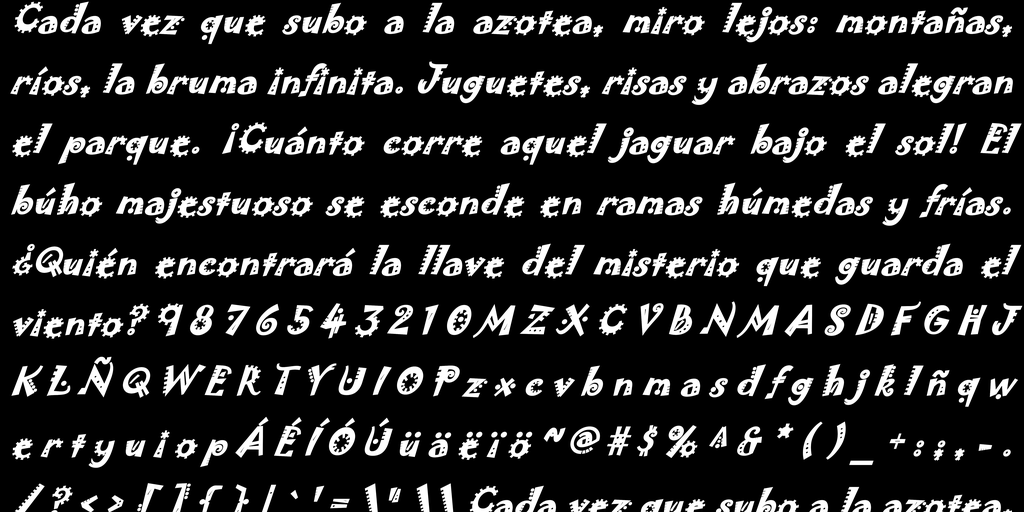 Cada vez que subo a la azotea, miro lejos: montañas,
ríos, la bruma infinita. Juguetes, risas y abrazos alegran
el parque. ¡Cuánto corre aquel jaguar bajo el sol! El
búho majestuoso se esconde en ramas húmedas y frías.
¿Quién encontrará la llave del misterio que guarda el
viento? 9 8 7 6 5 4 3 2 1 0 M Z X C V B N M A S D F G H J
K L Ñ Q W E R T Y U I O P z x c v b n m a s d f g h j k l ñ q w
e r t y u i o p Á É Í Ó Ú ü ä ë ï ö ~ @ # $ % ^ & * ( ) _ + : ; , - .
/ ? < > [ ] { } | ` ' = \ " \ \ Cada vez que subo a la azotea,